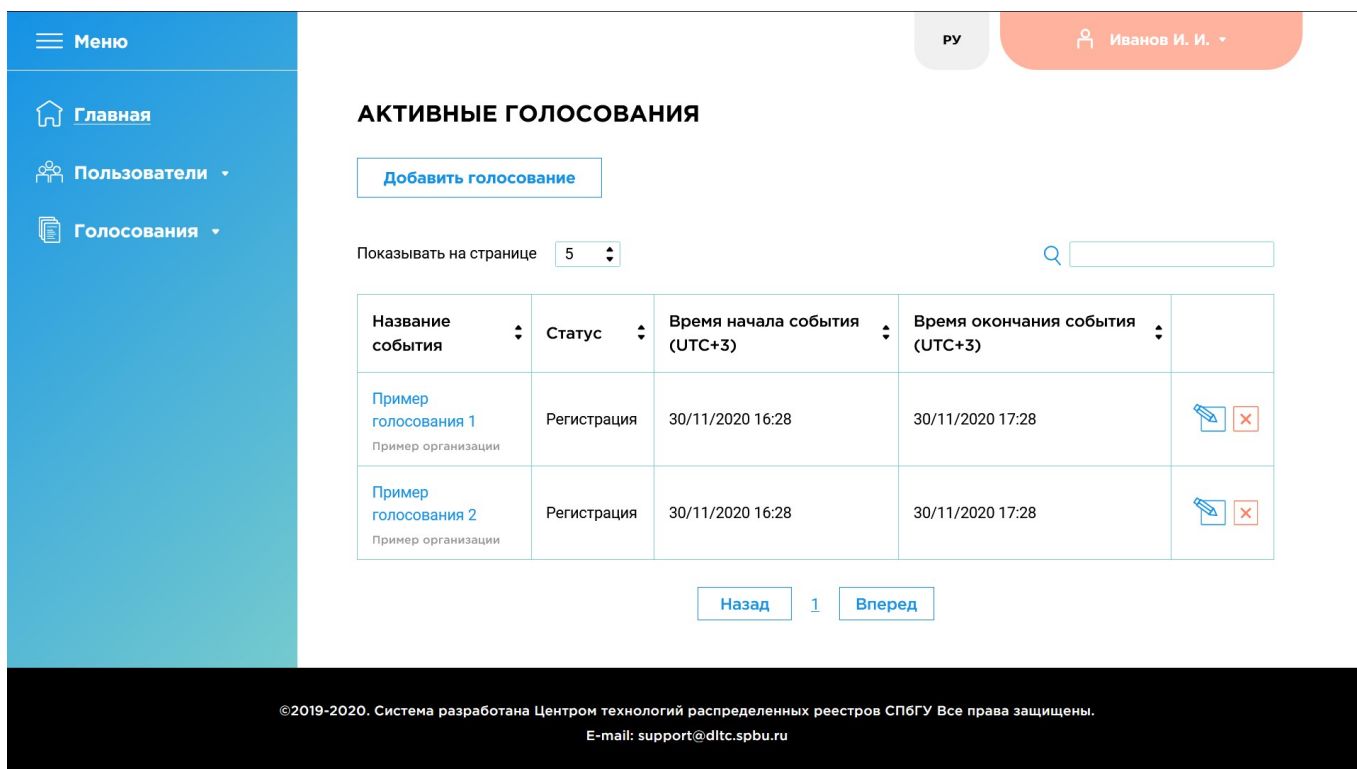 Меню
РУ
Иванов И. И.
Главная
Пользователи
Голосования
АКТИВНЫЕ ГОЛОСОВАНИЯ
Добавить голосование
Показывать на странице 5
Название
события
Статус
Время начала события
(UTC+3)
Время окончания события
(UTC+3)
Пример
голосования 1
Пример организации
Регистрация
30/11/2020 16:28
30/11/2020 17:28
Пример
голосования 2
Пример организации
Регистрация
30/11/2020 16:28
30/11/2020 17:28
Назад 1 Вперед
©2019-2020. Система разработана Центром технологий распределенных реестров СПбГУ Все права защищены.
E-mail: support@dltc.spbu.ru